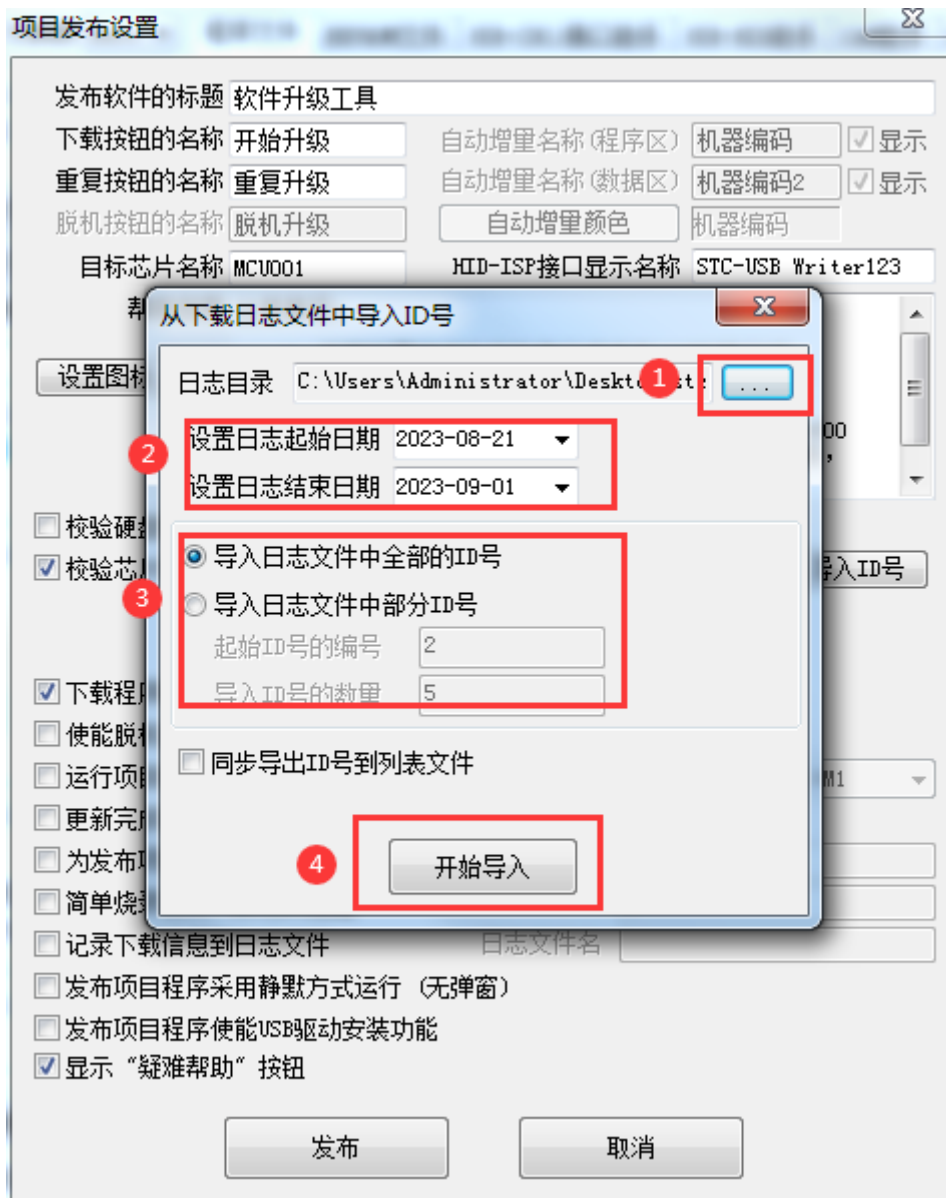 项目发布设置
发布软件的标题 软件升级工具
下载按钮的名称 开始升级 自动增量名称(程序区) 机器编码 显示
重复按钮的名称 重复升级 自动增量名称(数据区) 机器编码2 显示
脱机按钮的名称 脱机升级 自动增量颜色 机器编码
目标芯片名称 MCU001 HID-ISP接口显示名称 STC-USB Writer123
从下载日志文件中导入ID号
设置图标
日志目录 C:\Users\Administrator\Desktop ...
1
设置日志起始日期 2023-08-21
00
2
,
设置日志结束日期 2023-09-01
校验硬盘
导入日志文件中全部的ID号
校验芯片 导入ID号
3
导入日志文件中部分ID号
起始ID号的编号 2
下载程序
导入ID号的数量 5
使能脱机
同步导出ID号到列表文件
运行项目 M1
更新完成
4
为发布项
开始导入
简单烧录
记录下载信息到日志文件 日志文件名
发布项目程序采用静默方式运行 (无弹窗)
发布项目程序使能USB驱动安装功能
显示 “疑难帮助” 按钮
发布 取消